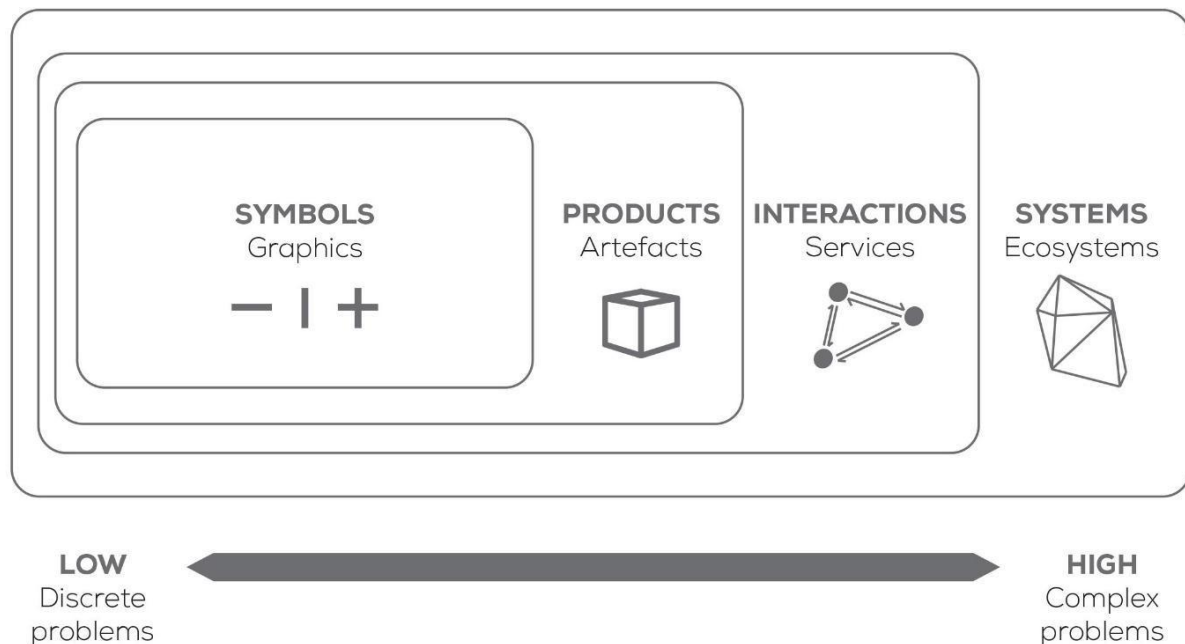 SYMBOLS
Graphics
PRODUCTS
Artefacts
INTERACTIONS
Services
SYSTEMS
Ecosystems
LOW
Discrete
problems
HIGH
Complex
problems